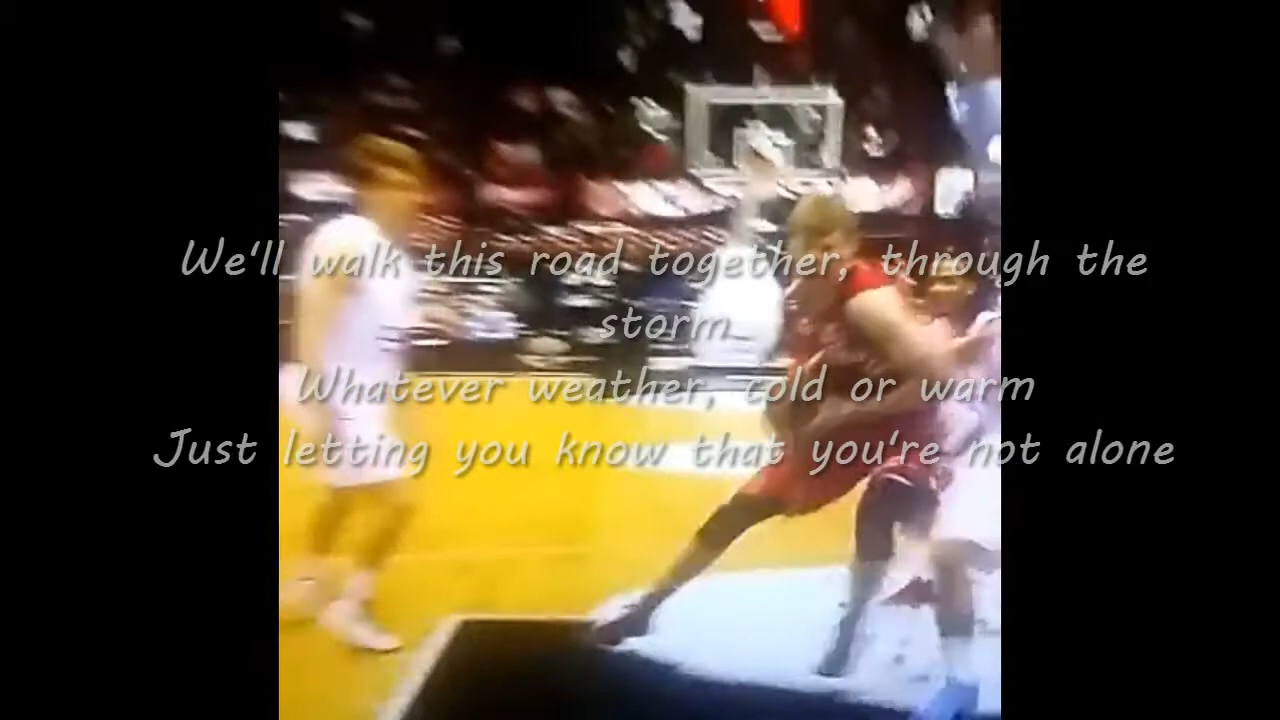 We'll walk this road together, through the
storm
Whatever weather, cold or warm
Just letting you know that you're not alone